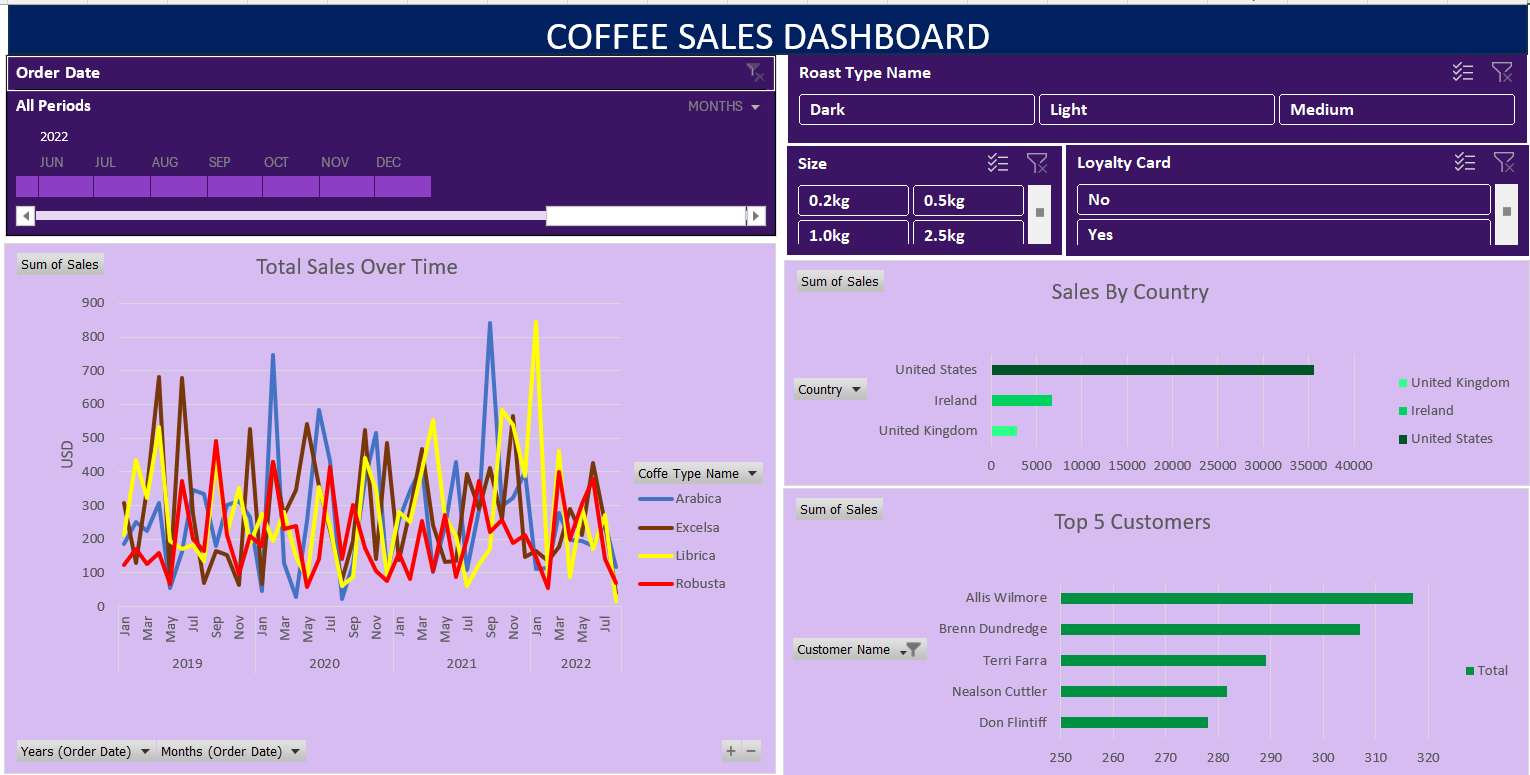 COFFEE SALES DASHBOARD
Order Date
All Periods
MONTHS
2022
JUN JUL AUG SEP OCT NOV DEC
Roast Type Name
Dark Light Medium
Size
0.2kg 0.5kg
1.0kg 2.5kg
Loyalty Card
No
Yes
Sum of Sales
Total Sales Over Time
900
800
700
600
500
400
300
200
100
0
USD
Jan Mar May Jul Sep Nov Jan Mar May Jul Sep Nov Jan Mar May Jul Sep Nov Jan Mar May Jul
2019 2020 2021 2022
Coffe Type Name
Arabica
Excelsa
Librica
Robusta
Years (Order Date) Months (Order Date)
+ −
Sum of Sales
Sales By Country
Country
United States
Ireland
United Kingdom
0 5000 10000 15000 20000 25000 30000 35000 40000
United Kingdom
Ireland
United States
Sum of Sales
Top 5 Customers
Customer Name
Allis Wilmore
Brenn Dundredge
Terri Farra
Nealson Cuttler
Don Flintiff
250 260 270 280 290 300 310 320
Total